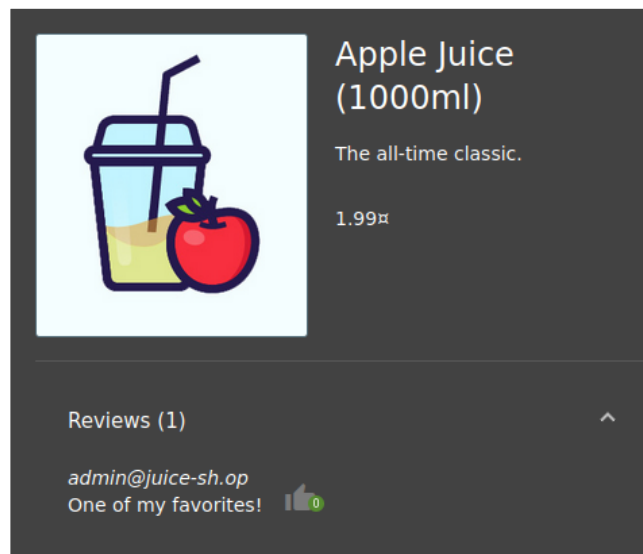 Apple Juice
(1000ml)
The all-time classic.
1.99¤
Reviews (1)
admin@juice-sh.op
One of my favorites!
0